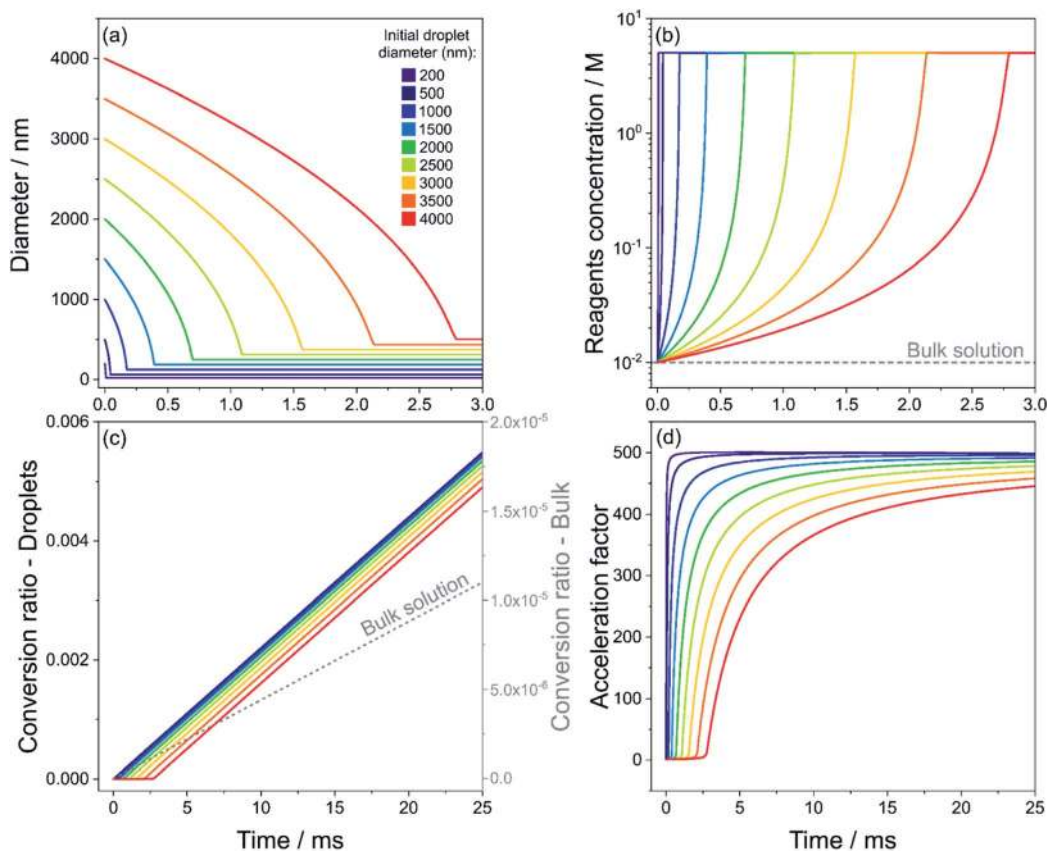 (a)
Initial droplet
diameter (nm):
200
500
1000
1500
2000
2500
3000
3500
4000
4000
3000
2000
1000
0
0.0 0.5 1.0 1.5 2.0 2.5 3.0
Diameter / nm
(b)
10^1
10^0
10^-1
10^-2
Bulk solution
0.0 0.5 1.0 1.5 2.0 2.5 3.0
Reagents concentration / M
(c)
0.006
0.004
0.002
0.000
Conversion ratio - Droplets
Bulk solution
2.0x10^-5
1.5x10^-5
1.0x10^-5
5.0x10^-6
0.0
Conversion ratio - Bulk
0 5 10 15 20 25
Time / ms
(d)
500
400
300
200
100
0
Acceleration factor
0 5 10 15 20 25
Time / ms